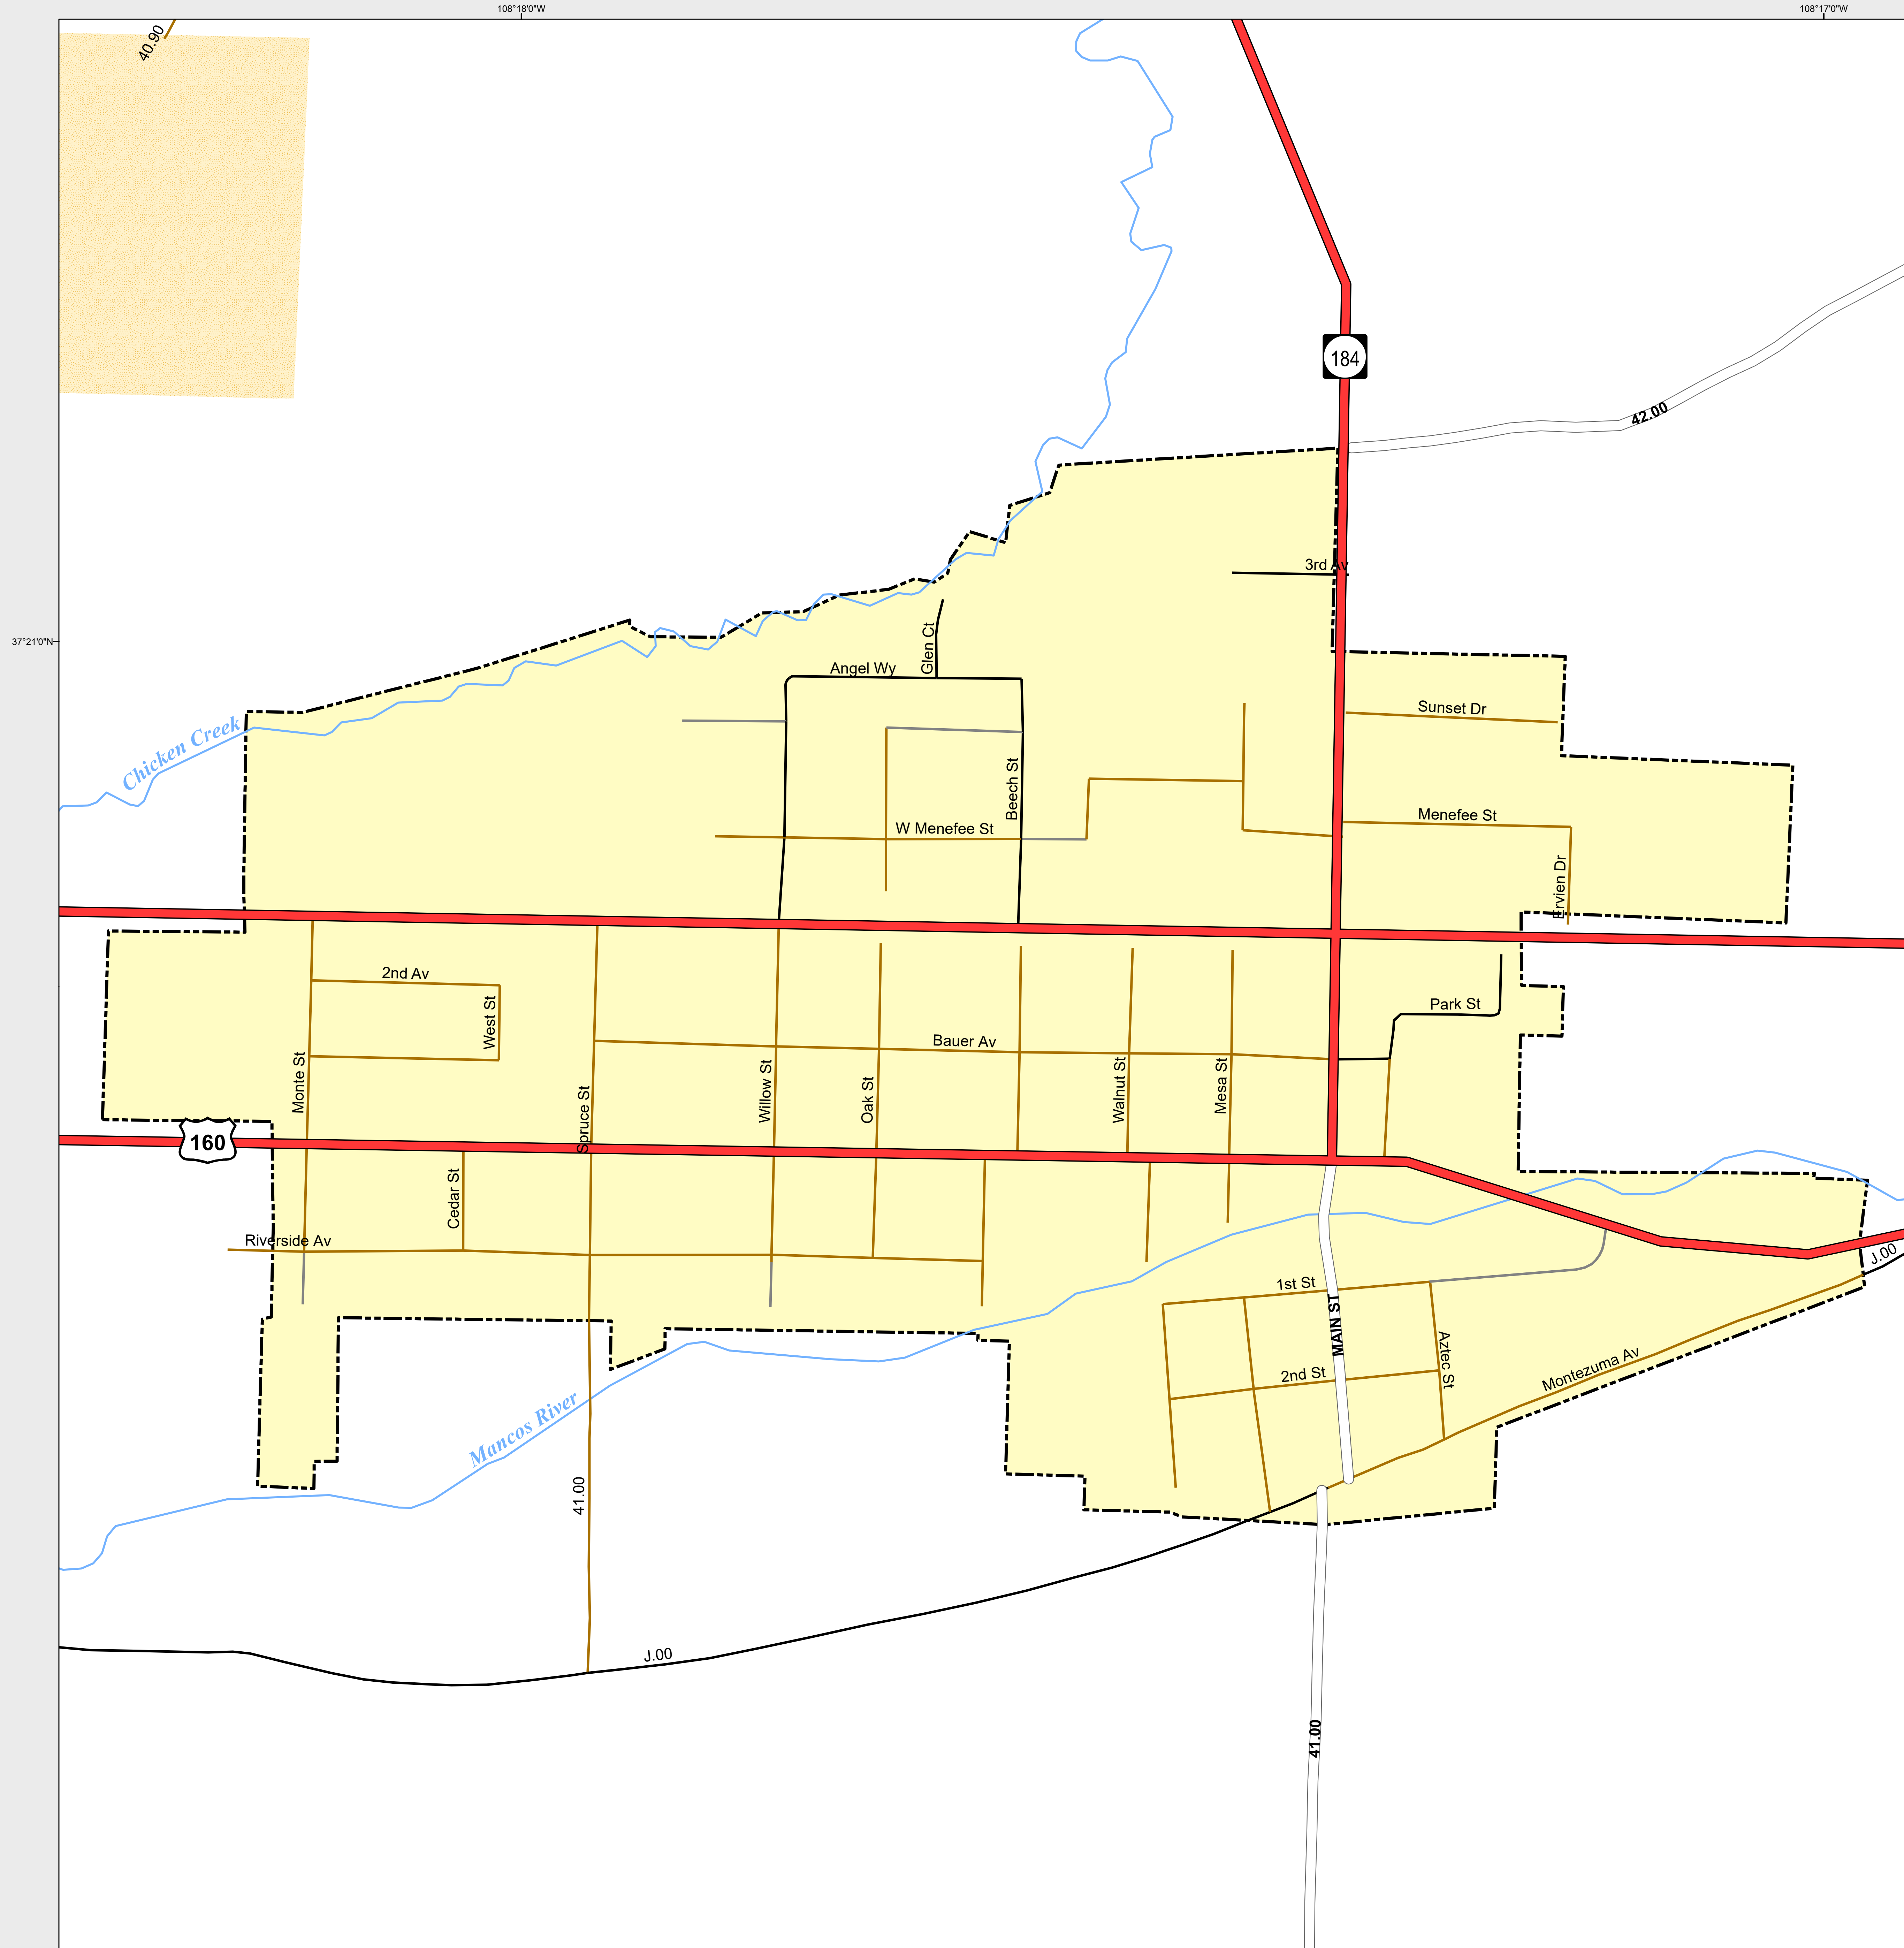 108°18'0"W
108°17'0"W
40.90
184
42.00
3rd Av
37°21'0"N
Glen Ct
Angel Wy
Sunset Dr
Chicken Creek
Beech St
W Menefee St
Menefee St
Ervien Dr
2nd Av
West St
Park St
Bauer Av
Monte St
Spruce St
Willow St
Oak St
Walnut St
Mesa St
160
Cedar St
Riverside Av
J.00
1st St
MAIN ST
Aztec St
2nd St
Montezuma Av
Mancos River
41.00
J.00
41.00